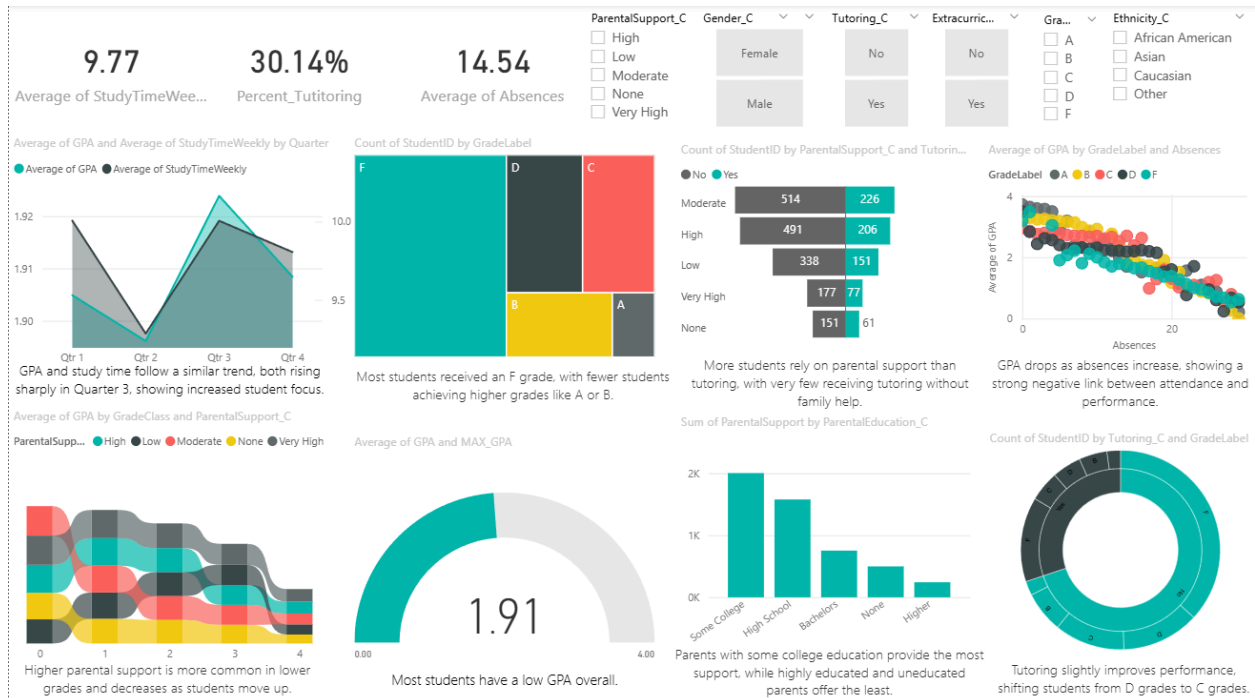 ParentalSupport_C
High
Low
Moderate
None
Very High
Gender_C
Female
Male
Tutoring_C
No
Yes
Extracurric...
No
Yes
Gra...
A
B
C
D
F
Ethnicity_C
African American
Asian
Caucasian
Other
9.77
Average of StudyTimeWee...
30.14%
Percent_Tutitoring
14.54
Average of Absences
Average of GPA and Average of StudyTimeWeekly by Quarter
Average of GPA Average of StudyTimeWeekly
1.92
1.91
1.90
10.0
9.5
Qtr 1 Qtr 2 Qtr 3 Qtr 4
GPA and study time follow a similar trend, both rising
sharply in Quarter 3, showing increased student focus.
Count of StudentID by GradeLabel
F
D
C
B
A
Most students received an F grade, with fewer students
achieving higher grades like A or B.
Count of StudentID by ParentalSupport_C and Tutorin...
No Yes
Moderate 514 226
High 491 206
Low 338 151
Very High 177 77
None 151 61
More students rely on parental support than
tutoring, with very few receiving tutoring without
family help.
Average of GPA by GradeLabel and Absences
GradeLabel A B C D F
Average of GPA
4
2
0
0 20
Absences
GPA drops as absences increase, showing a
strong negative link between attendance and
performance.
Average of GPA by GradeClass and ParentalSupport_C
ParentalSupp... High Low Moderate None Very High
0 1 2 3 4
Higher parental support is more common in lower
grades and decreases as students move up.
Average of GPA and MAX_GPA
1.91
0.00 4.00
Most students have a low GPA overall.
Sum of ParentalSupport by ParentalEducation_C
2K
1K
0K
Some College
High School
Bachelors
None
Higher
Parents with some college education provide the most
support, while highly educated and uneducated
parents offer the least.
Count of StudentID by Tutoring_C and GradeLabel
Yes
No
F
D
C
B
F
D
C
B
Tutoring slightly improves performance,
shifting students from D grades to C grades.